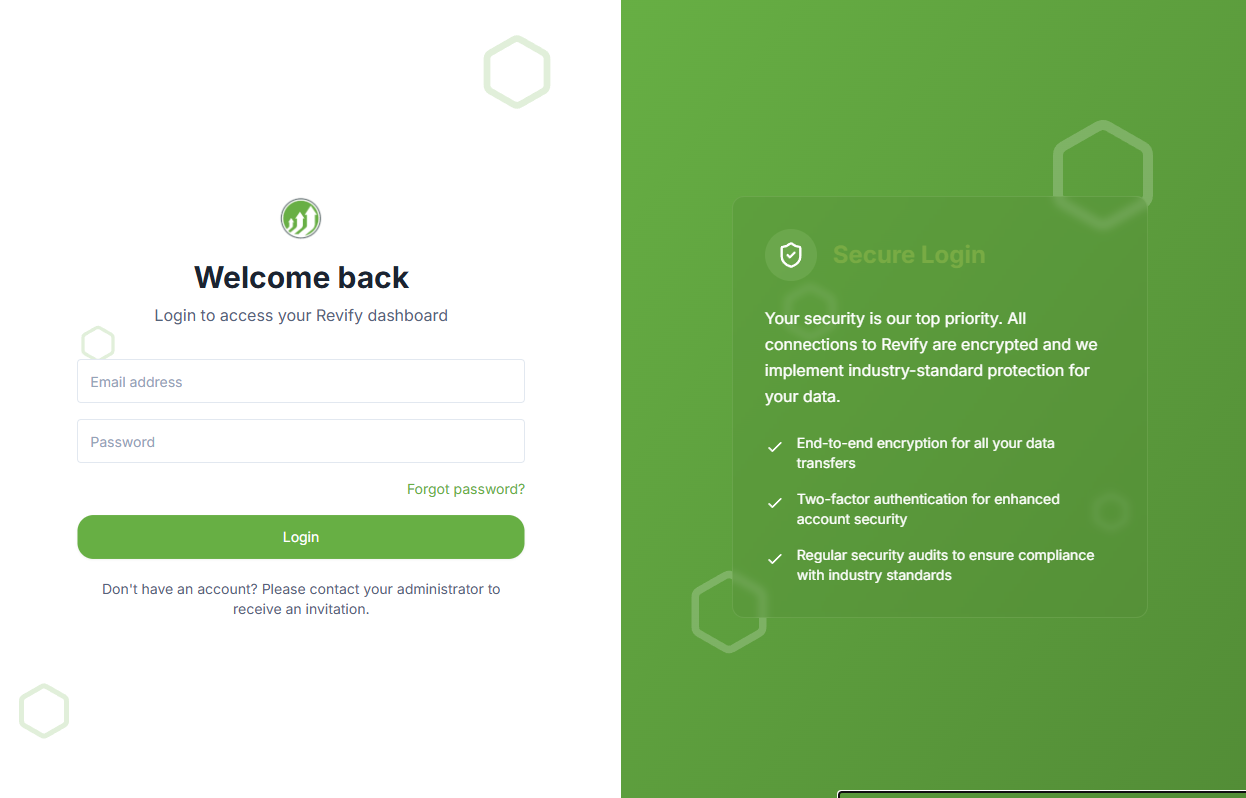 Welcome back
Login to access your Revify dashboard
Email address
Password
Forgot password?
Login
Don't have an account? Please contact your administrator to
receive an invitation.
Secure Login
Your security is our top priority. All
connections to Revify are encrypted and we
implement industry-standard protection for
your data.
End-to-end encryption for all your data
transfers
Two-factor authentication for enhanced
account security
Regular security audits to ensure compliance
with industry standards